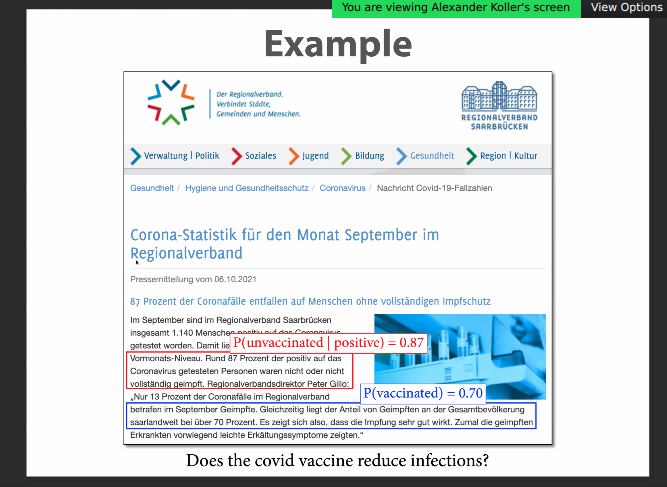 You are viewing Alexander Koller's screen View Options
Example
Der Regionalverband.
Verbindet Städte,
Gemeinden und Menschen.
REGIONALVERBAND
SAARBRÜCKEN
Verwaltung | Politik Soziales Jugend Bildung Gesundheit Region | Kultur
Gesundheit / Hygiene und Gesundheitsschutz / Coronavirus / Nachricht Covid-19-Fallzahlen
Corona-Statistik für den Monat September im
Regionalverband
Pressemitteilung vom 06.10.2021
87 Prozent der Coronafälle entfallen auf Menschen ohne vollständigen Impfschutz
Im September sind im Regionalverband Saarbrücken
insgesamt 1.140 Menschen positiv auf das Coronavirus
getestet worden. Damit
P(unvaccinated | positive) = 0.87
Vormonats-Niveau. Rund 87 Prozent der positiv auf das
Coronavirus getesteten Personen waren nicht oder nicht
vollständig geimpft. Regionalverbandsdirektor Peter Gillo:
P(vaccinated) = 0.70
„Nur 13 Prozent der Coronafälle im Regionalverband
betrafen im September Geimpfte. Gleichzeitig liegt der Anteil von Geimpften an der Gesamtbevölkerung
saarlandweit bei über 70 Prozent. Es zeigt sich also, dass die Impfung sehr gut wirkt. Zumal die geimpften
Erkrankten vorwiegend leichte Erkältungssymptome zeigten.“
Does the covid vaccine reduce infections?